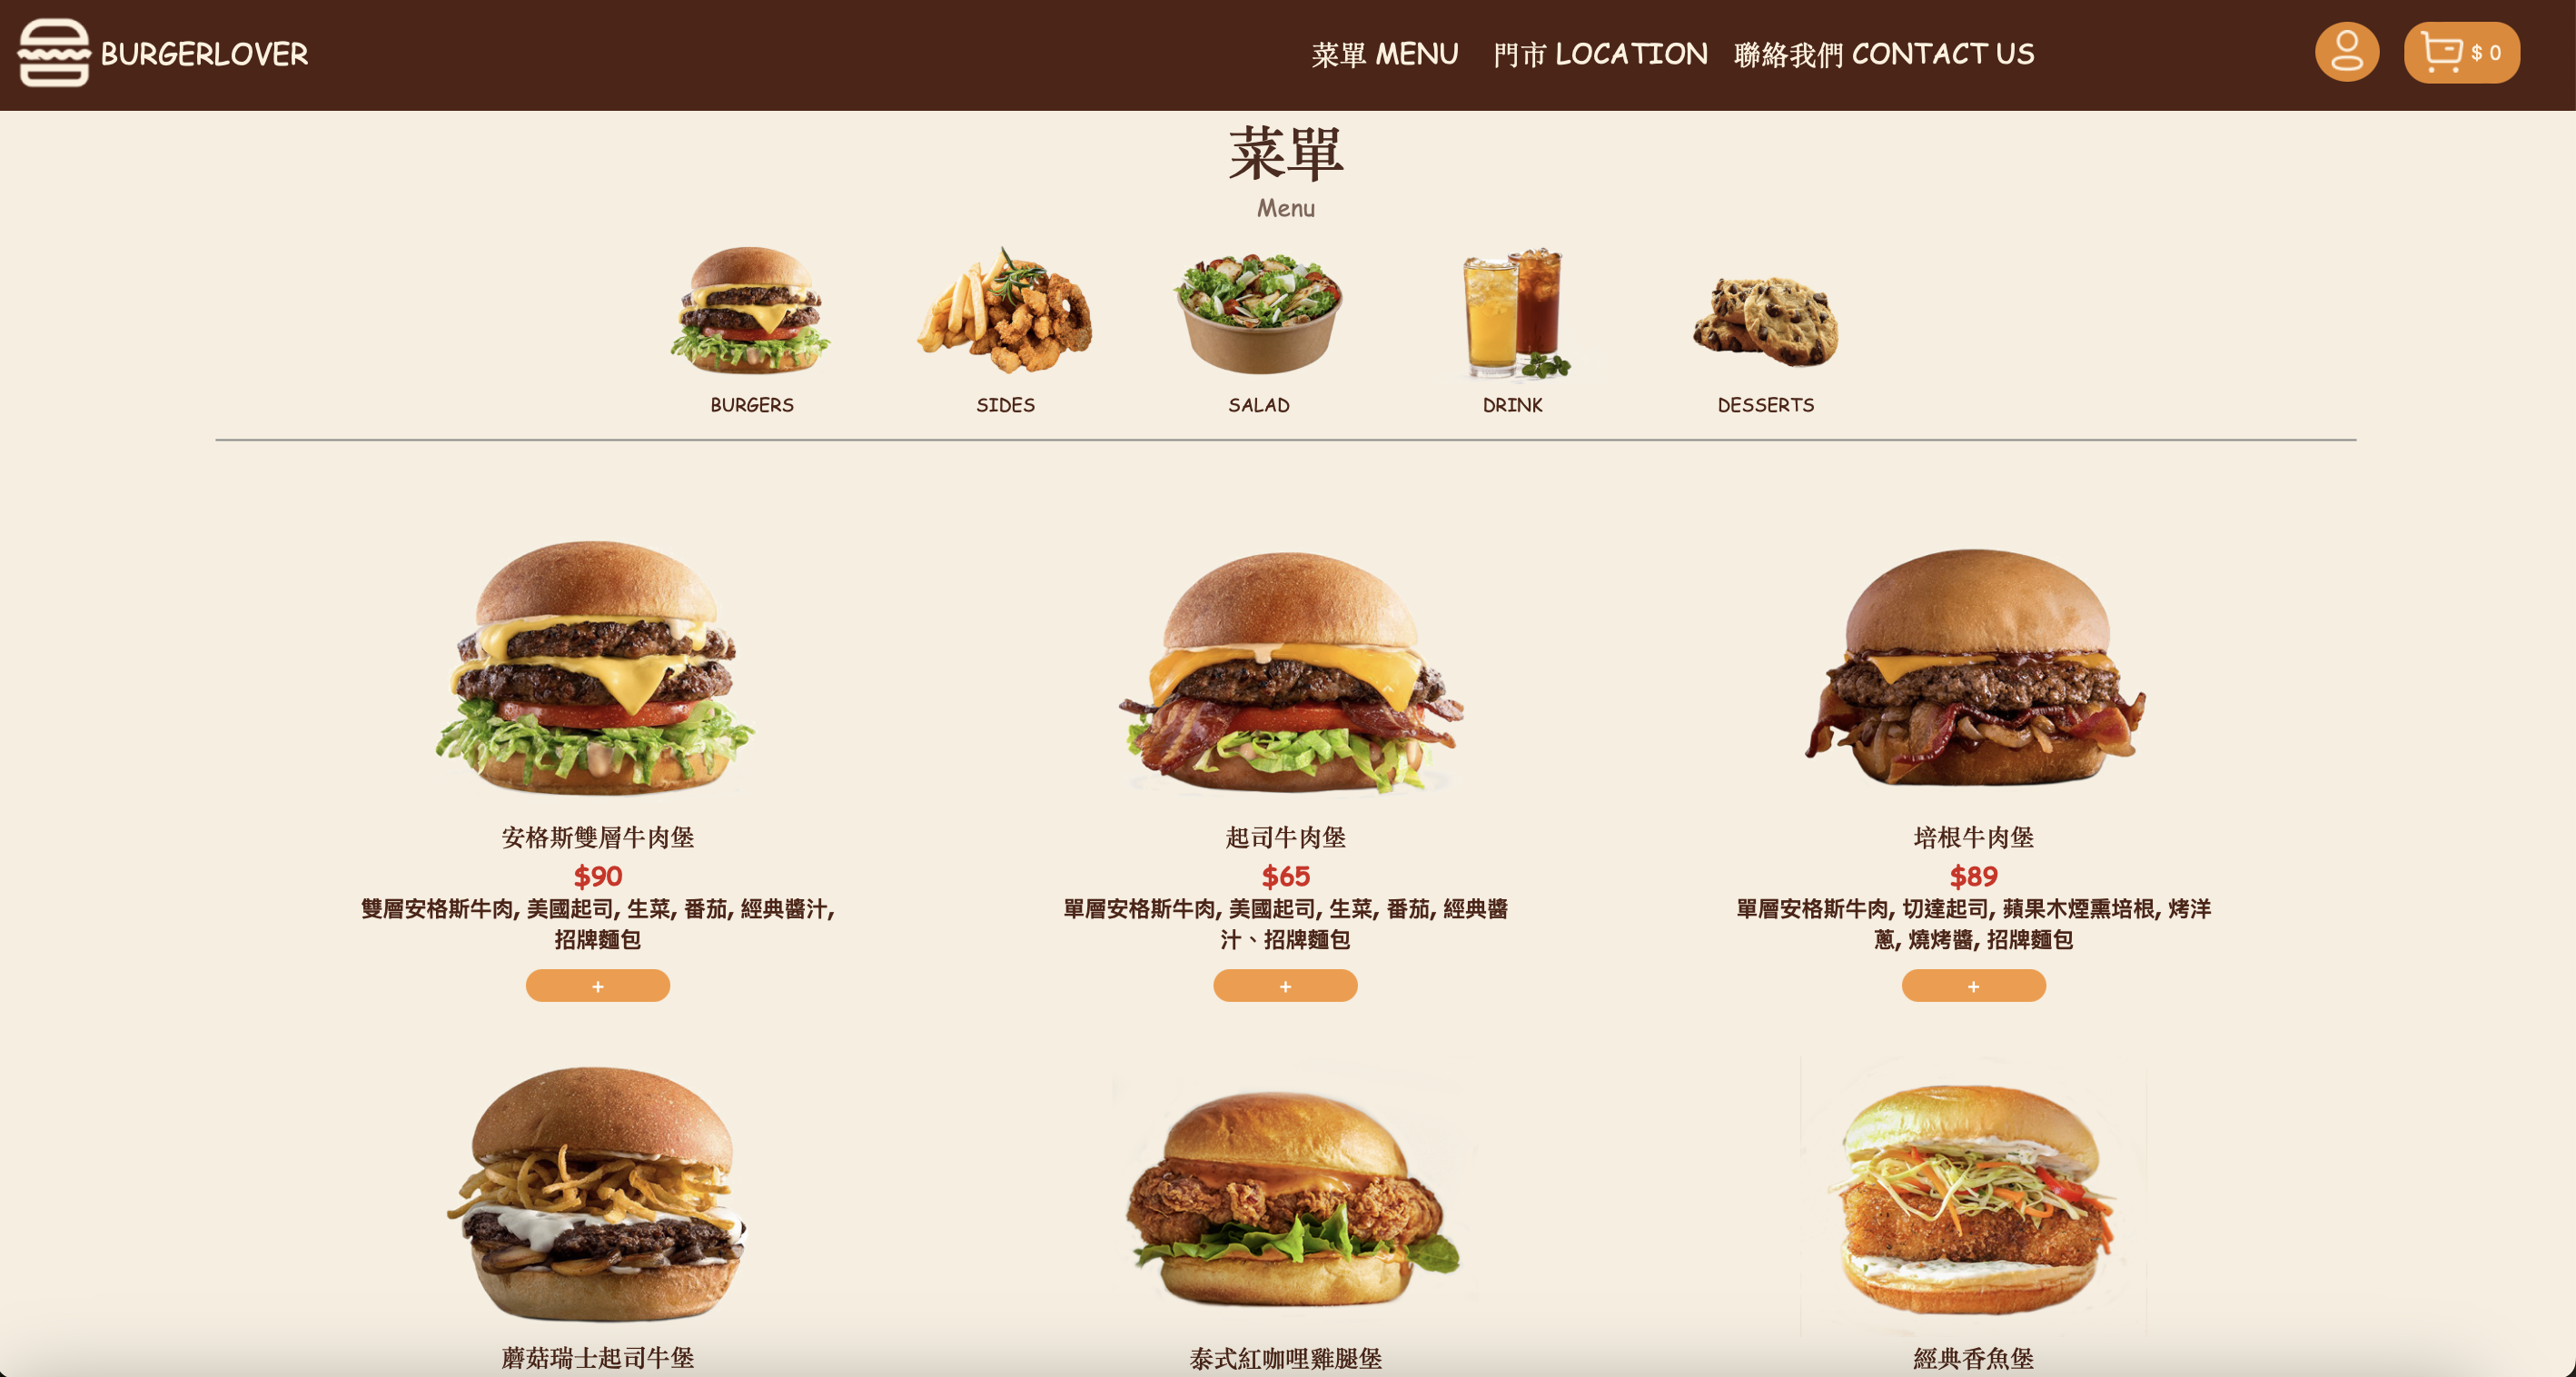 BURGERLOVER
菜單 MENU 門市 LOCATION 聯絡我們 CONTACT US
$ 0
菜單
Menu
BURGERS
SIDES
SALAD
DRINK
DESSERTS
安格斯雙層牛肉堡
$90
雙層安格斯牛肉, 美國起司, 生菜, 番茄, 經典醬汁,
招牌麵包
+
起司牛肉堡
$65
單層安格斯牛肉, 美國起司, 生菜, 番茄, 經典醬
汁、招牌麵包
+
培根牛肉堡
$89
單層安格斯牛肉, 切達起司, 蘋果木煙熏培根, 烤洋
蔥, 燒烤醬, 招牌麵包
+
蘑菇瑞士起司牛堡
泰式紅咖哩雞腿堡
經典香魚堡